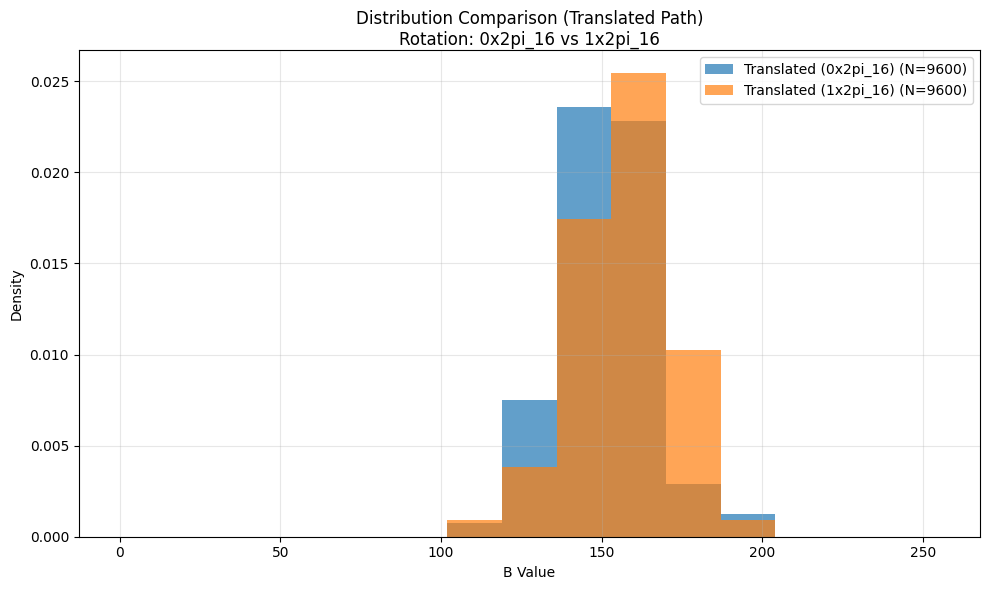 Distribution Comparison (Translated Path)
Rotation: 0x2pi_16 vs 1x2pi_16
Translated (0x2pi_16) (N=9600)
Translated (1x2pi_16) (N=9600)
0.025
0.020
0.015
0.010
0.005
0.000
Density
0 50 100 150 200 250
B Value